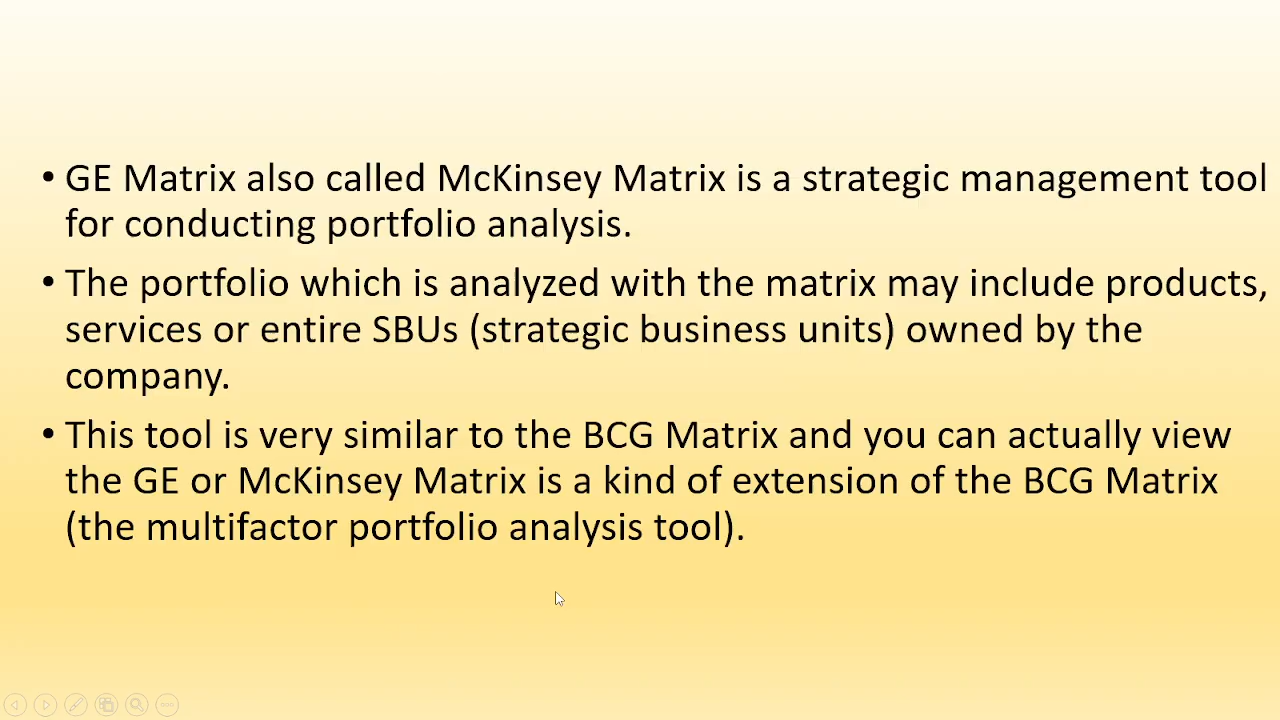 • GE Matrix also called McKinsey Matrix is a strategic management tool
for conducting portfolio analysis.
• The portfolio which is analyzed with the matrix may include products,
services or entire SBUs (strategic business units) owned by the
company.
• This tool is very similar to the BCG Matrix and you can actually view
the GE or McKinsey Matrix is a kind of extension of the BCG Matrix
(the multifactor portfolio analysis tool).